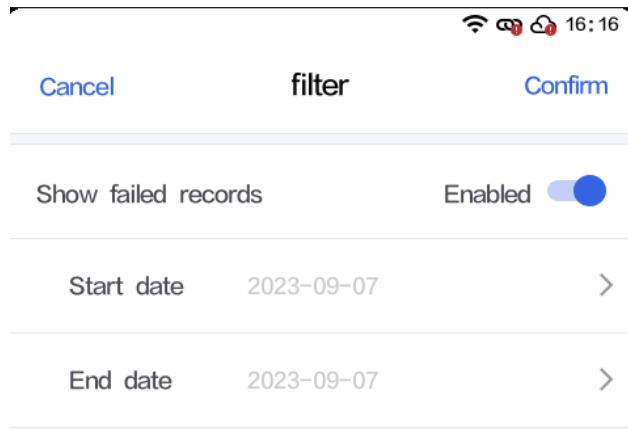 16:16
Cancel filter Confirm
Show failed records Enabled
Start date 2023-09-07
End date 2023-09-07